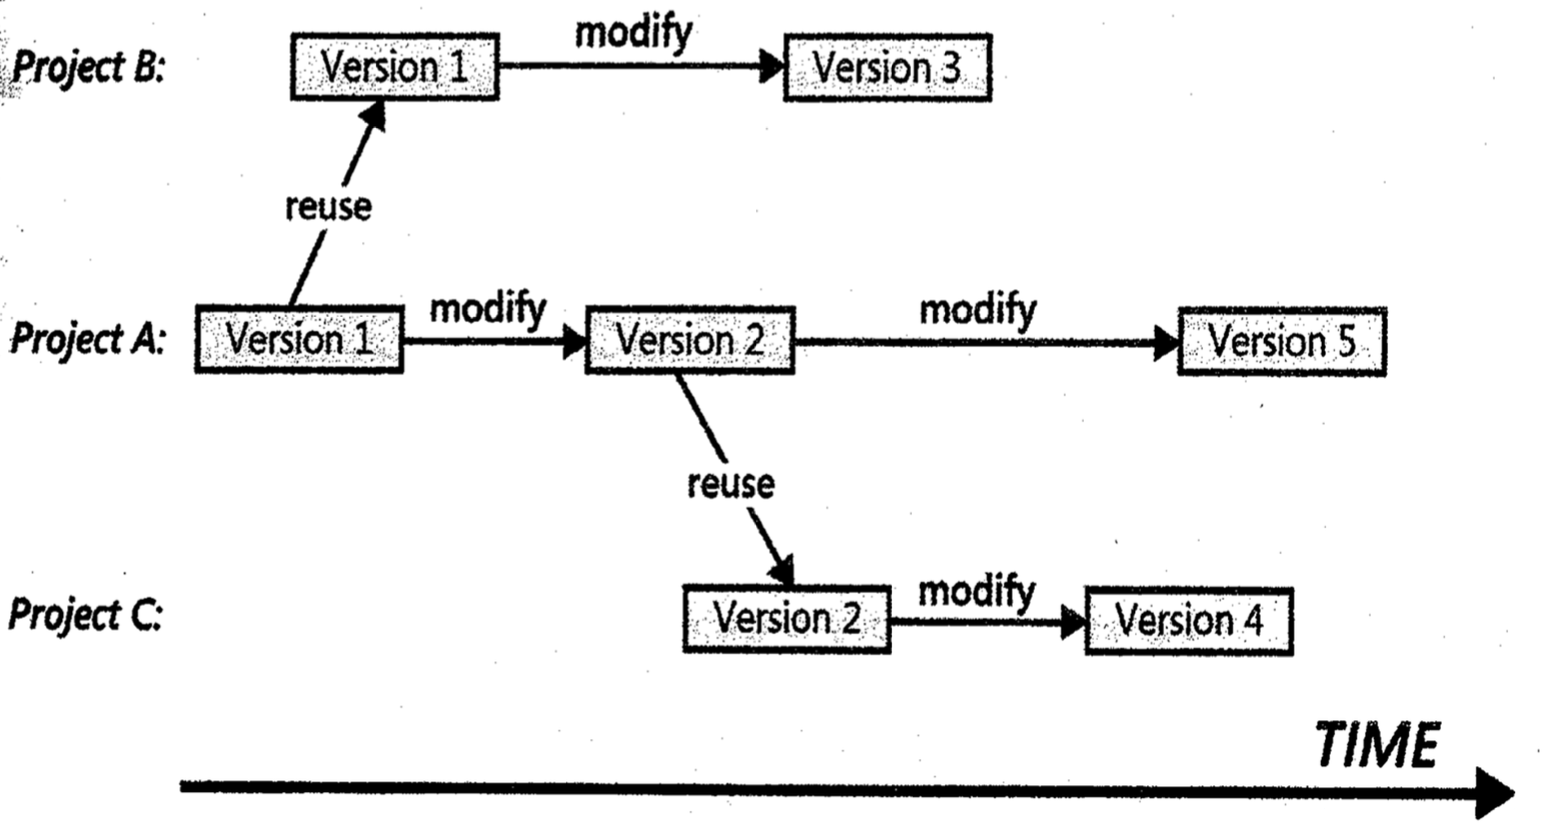 modify
Project B: Version 1 Version 3
reuse
modify modify
Project A: Version 1 Version 2 Version 5
reuse
modify
Project C: Version 2 Version 4
TIME